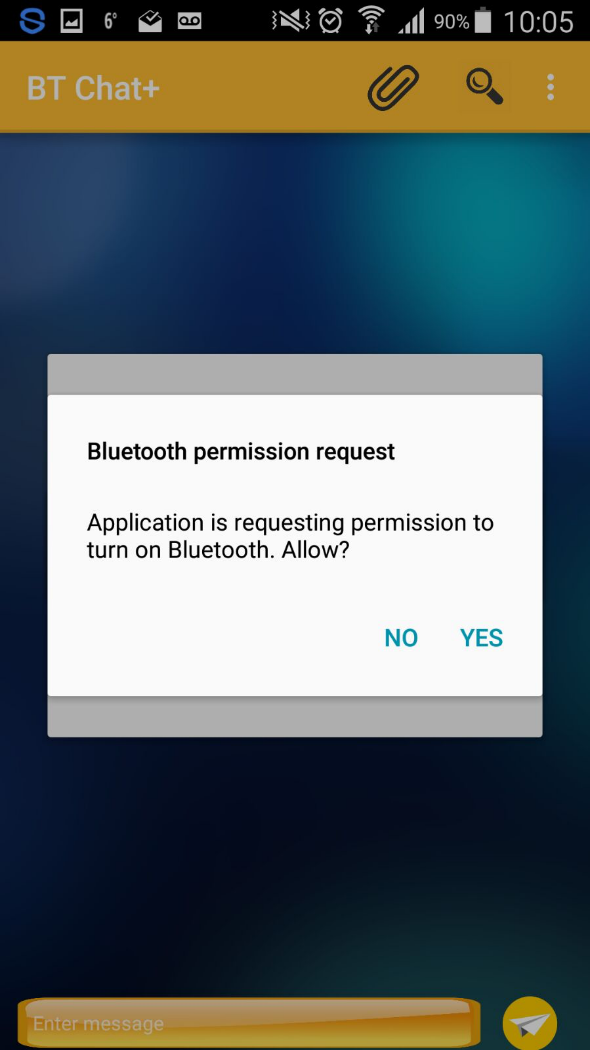 6° 90% 10:05
BT Chat+
Bluetooth permission request
Application is requesting permission to
turn on Bluetooth. Allow?
NO YES
Enter message